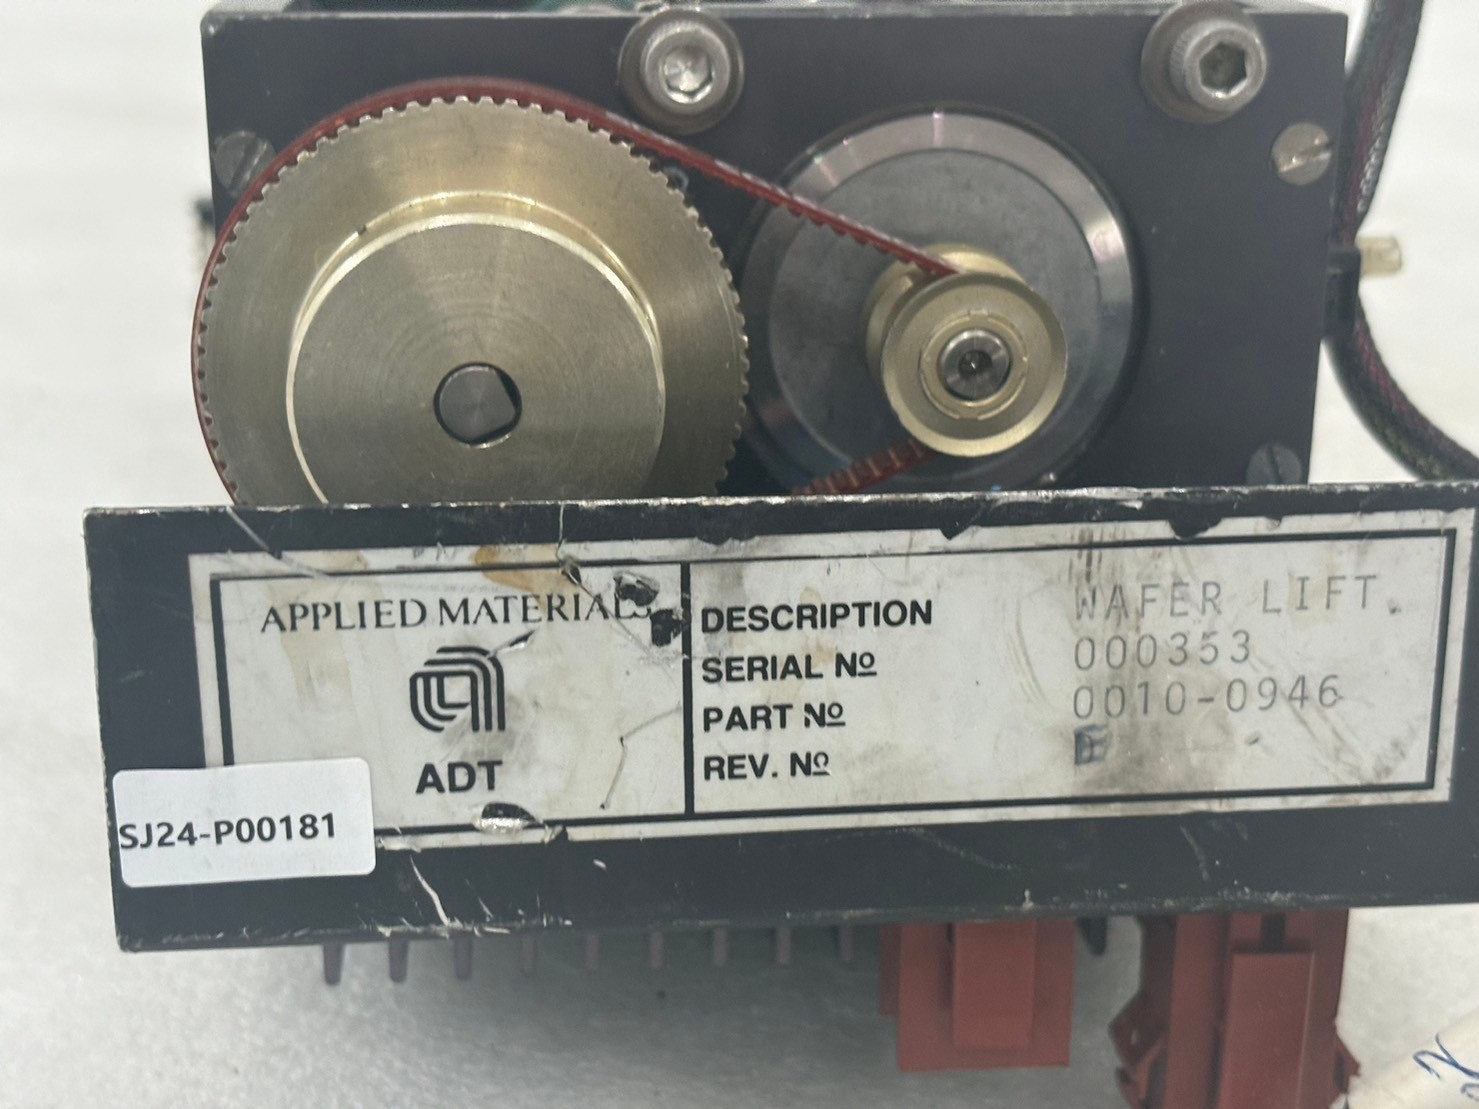 APPLIED MATERIALS
ADT
DESCRIPTION WAFER LIFT.
SERIAL Nº 000353
PART Nº 0010-0946
REV. Nº
SJ24-P00181